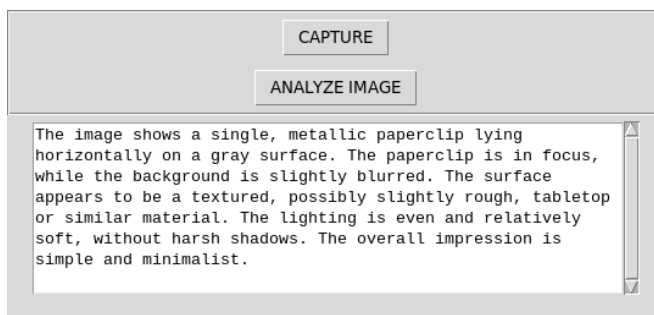 CAPTURE
ANALYZE IMAGE
The image shows a single, metallic paperclip lying
horizontally on a gray surface. The paperclip is in focus,
while the background is slightly blurred. The surface
appears to be a textured, possibly slightly rough, tabletop
or similar material. The lighting is even and relatively
soft, without harsh shadows. The overall impression is
simple and minimalist.